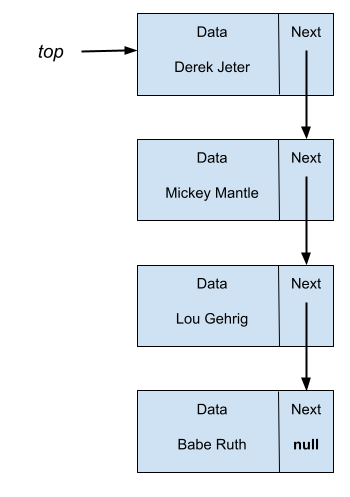 Data Next
top
Derek Jeter
Data Next
Mickey Mantle
Data Next
Lou Gehrig
Data Next
Babe Ruth null